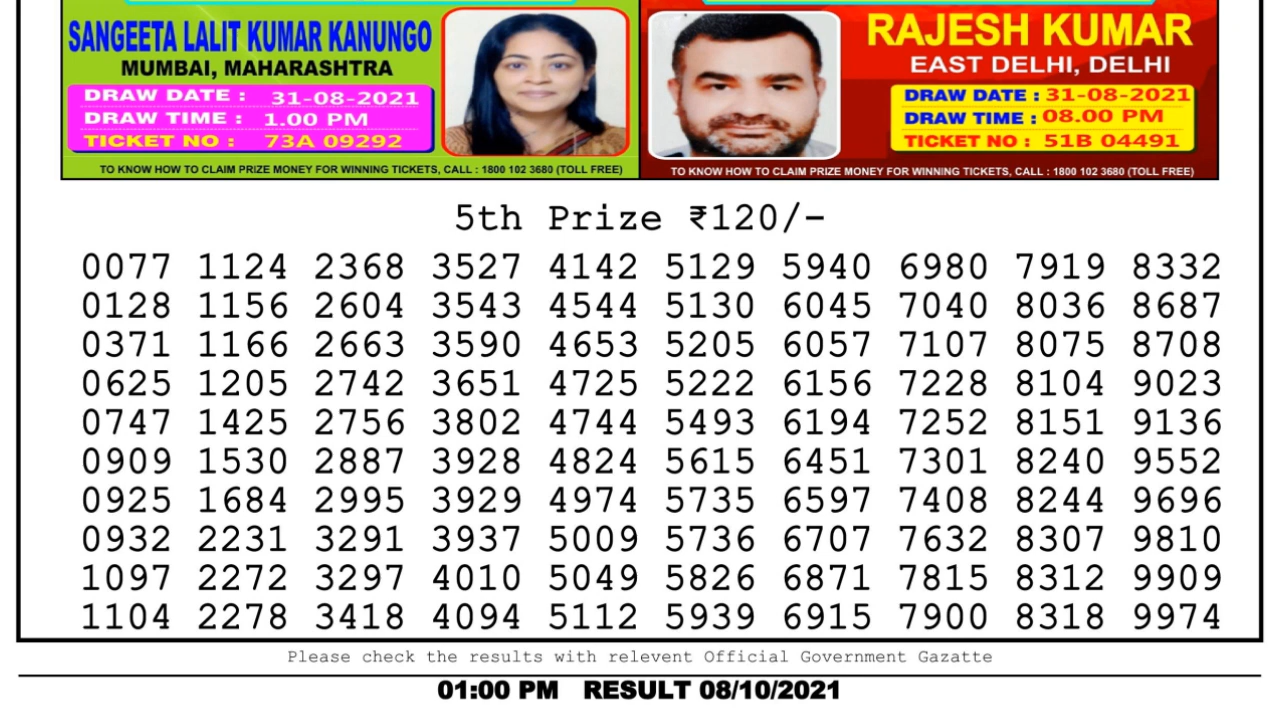 SANGEETA LALIT KUMAR KANUNGO
MUMBAI, MAHARASHTRA
DRAW DATE : 31-08-2021
DRAW TIME : 1.00 PM
TICKET NO : 73A 09292
TO KNOW HOW TO CLAIM PRIZE MONEY FOR WINNING TICKETS, CALL : 1800 102 3680 (TOLL FREE)
RAJESH KUMAR
EAST DELHI, DELHI
DRAW DATE : 31-08-2021
DRAW TIME : 08.00 PM
TICKET NO : 51B 04491
TO KNOW HOW TO CLAIM PRIZE MONEY FOR WINNING TICKETS, CALL : 1800 102 3680 (TOLL FREE)
5th Prize ₹120/-
0077 1124 2368 3527 4142 5129 5940 6980 7919 8332
0128 1156 2604 3543 4544 5130 6045 7040 8036 8687
0371 1166 2663 3590 4653 5205 6057 7107 8075 8708
0625 1205 2742 3651 4725 5222 6156 7228 8104 9023
0747 1425 2756 3802 4744 5493 6194 7252 8151 9136
0909 1530 2887 3928 4824 5615 6451 7301 8240 9552
0925 1684 2995 3929 4974 5735 6597 7408 8244 9696
0932 2231 3291 3937 5009 5736 6707 7632 8307 9810
1097 2272 3297 4010 5049 5826 6871 7815 8312 9909
1104 2278 3418 4094 5112 5939 6915 7900 8318 9974
Please check the results with relevent Official Government Gazatte
01:00 PM RESULT 08/10/2021